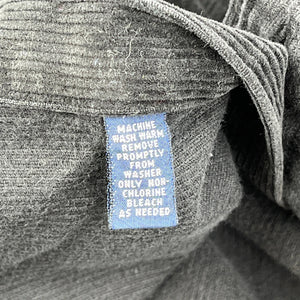 MACHINE
WASH WARM
REMOVE
PROMPTLY
FROM
WASHER
ONLY NON-
CHLORINE
BLEACH
AS NEEDED